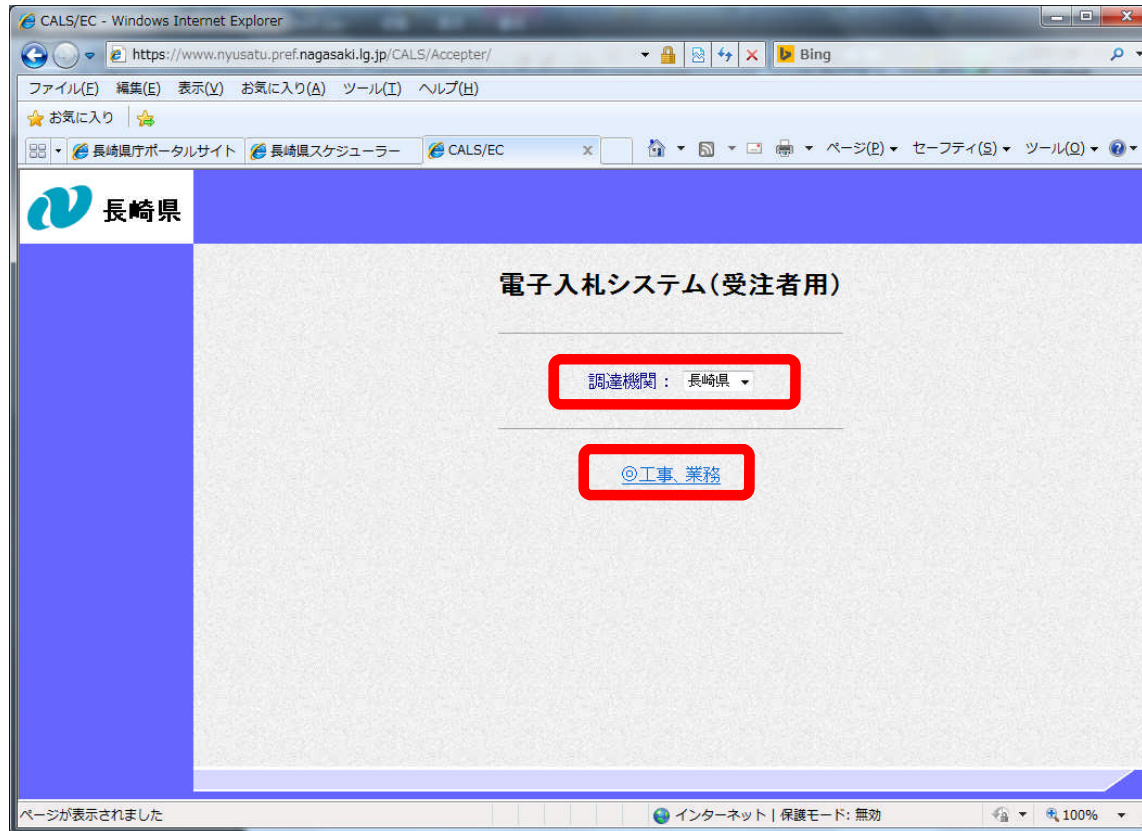 CALS/EC - Windows Internet Explorer
https://www.nyusatu.pref.nagasaki.lg.jp/CALS/Accepter/
Bing
ファイル(F) 編集(E) 表示(V) お気に入り(A) ツール(T) ヘルプ(H)
お気に入り
長崎県庁ポータルサイト 長崎県スケジューラー CALS/EC ページ(P) セーフティ(S) ツール(O)
長崎県
電子入札システム(受注者用)
調達機関： 長崎県
◎工事、業務
ページが表示されました インターネット | 保護モード: 無効 100%